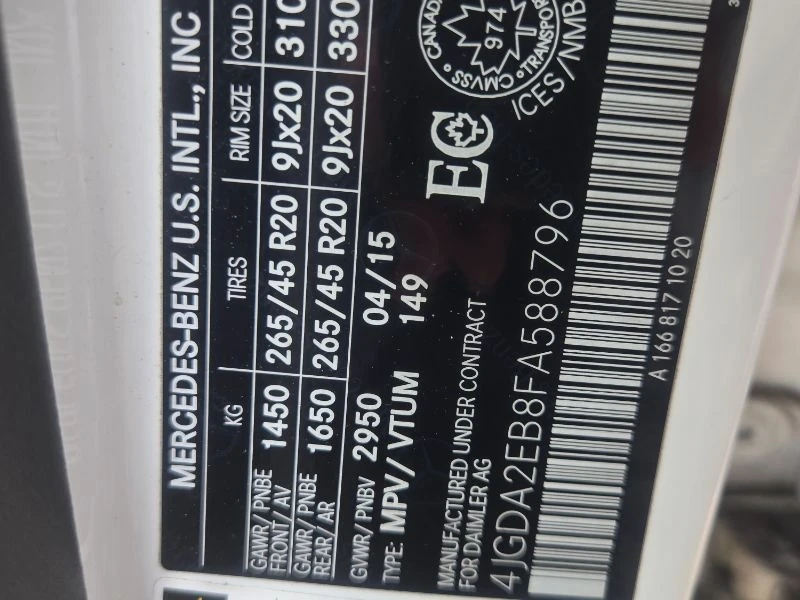 MERCEDES-BENZ U.S. INTL., INC
KG TIRES RIM SIZE COLD
GAWR / PNBE
FRONT / AV 1450 265/45 R20 9Jx20 310
GAWR / PNBE
REAR / AR 1650 265/45 R20 9Jx20 330
GVWR / PNBV 2950 04/15
TYPE: MPV/ VTUM 149
EC
CANADA
974
CMVSS TRANSPORT
MANUFACTURED UNDER CONTRACT
FOR DAIMLER AG
/CES /NMB
4JGDA2EB8FA588796
A 166 817 10 20